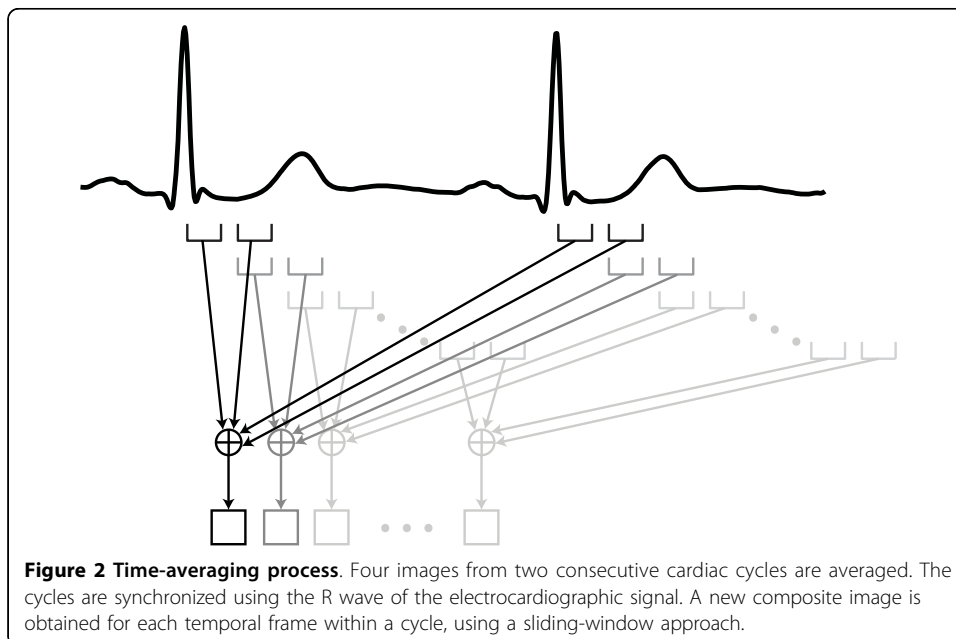 Figure 2 Time-averaging process. Four images from two consecutive cardiac cycles are averaged. The
cycles are synchronized using the R wave of the electrocardiographic signal. A new composite image is
obtained for each temporal frame within a cycle, using a sliding-window approach.